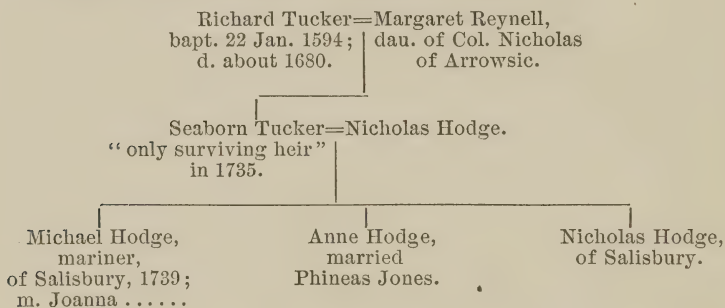 Richard Tucker=Margaret Reynell,
bapt. 22 Jan. 1594; dau. of Col. Nicholas
d. about 1680. of Arrowsic.
Seaborn Tucker=Nicholas Hodge.
“only surviving heir”
in 1735.
Michael Hodge, Anne Hodge, Nicholas Hodge,
mariner, married of Salisbury.
of Salisbury, 1739; Phineas Jones.
m. Joanna ......